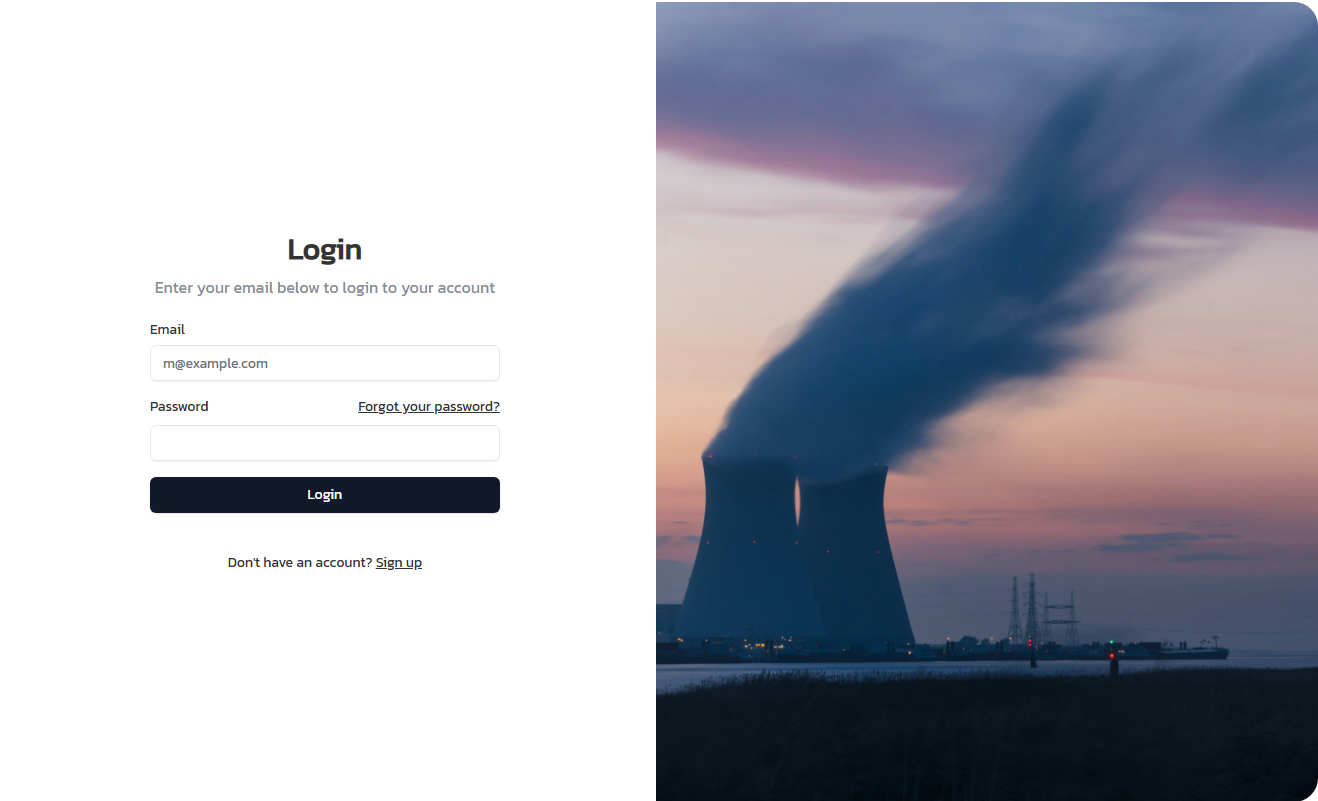 Login
Enter your email below to login to your account
Email
m@example.com
Password Forgot your password?
Login
Don't have an account? Sign up